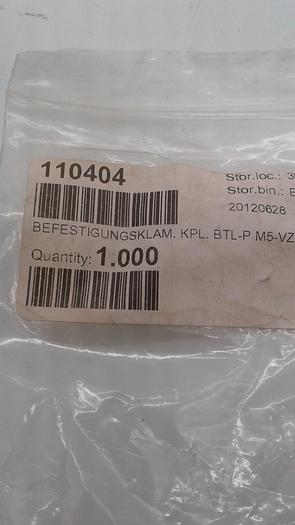 110404
Stor.loc.: 3
Stor.bin.:
20120628
BEFESTIGUNGSKLAM. KPL. BTL-P M5-VZ
Quantity: 1.000